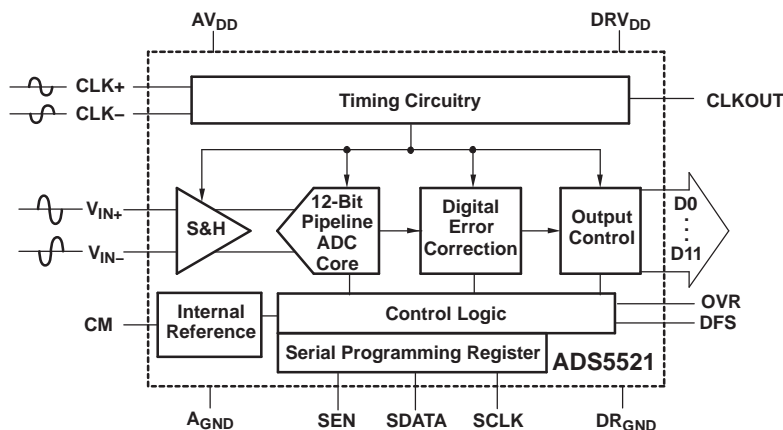 AVDD
DRVDD
CLK+
CLK−
Timing Circuitry
CLKOUT
VIN+
VIN−
S&H
12-Bit
Pipeline
ADC
Core
Digital
Error
Correction
Output
Control
D0
D11
CM
Internal
Reference
Control Logic
OVR
DFS
Serial Programming Register
ADS5521
AGND
SEN
SDATA
SCLK
DRGND